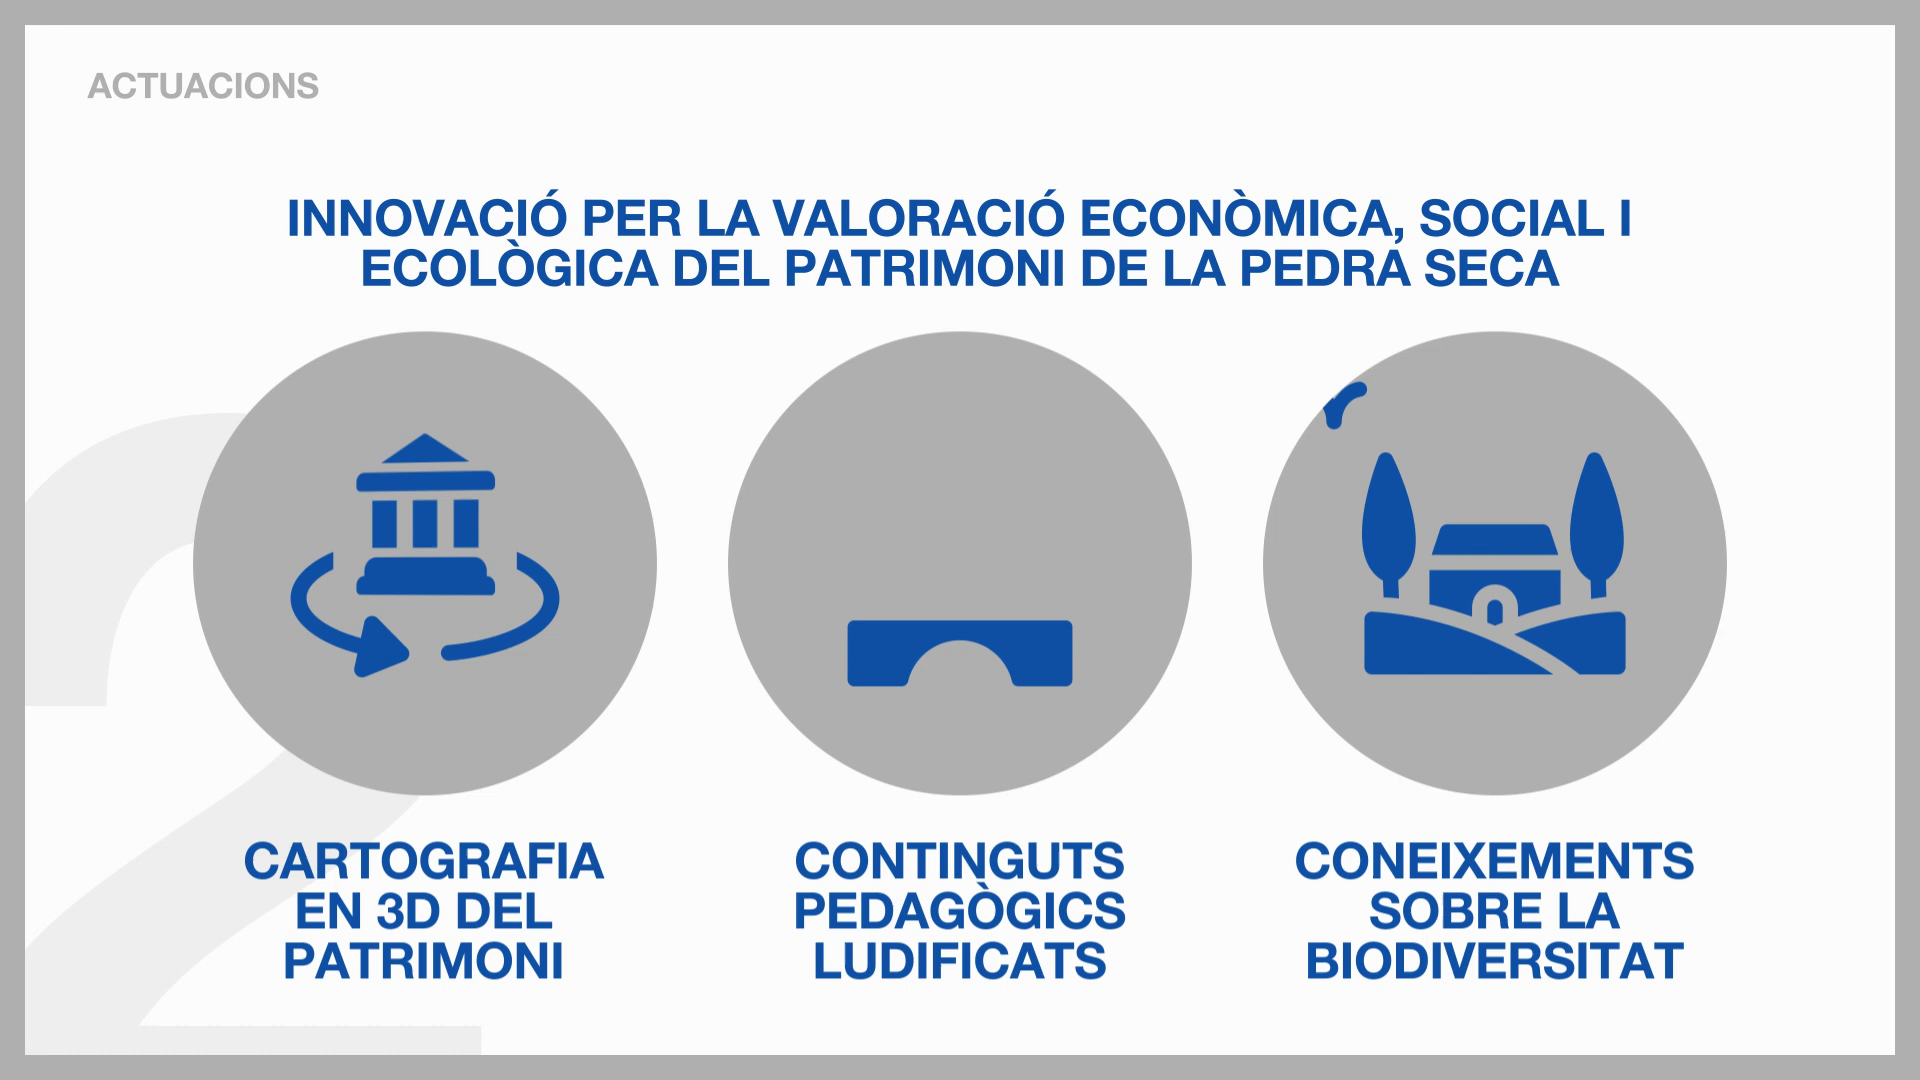 ACTUACIONS
INNOVACIÓ PER LA VALORACIÓ ECONÒMICA, SOCIAL I
ECOLÒGICA DEL PATRIMONI DE LA PEDRA SECA
CARTOGRAFIA
EN 3D DEL
PATRIMONI
CONTINGUTS
PEDAGÒGICS
LUDIFICATS
CONEIXEMENTS
SOBRE LA
BIODIVERSITAT
2